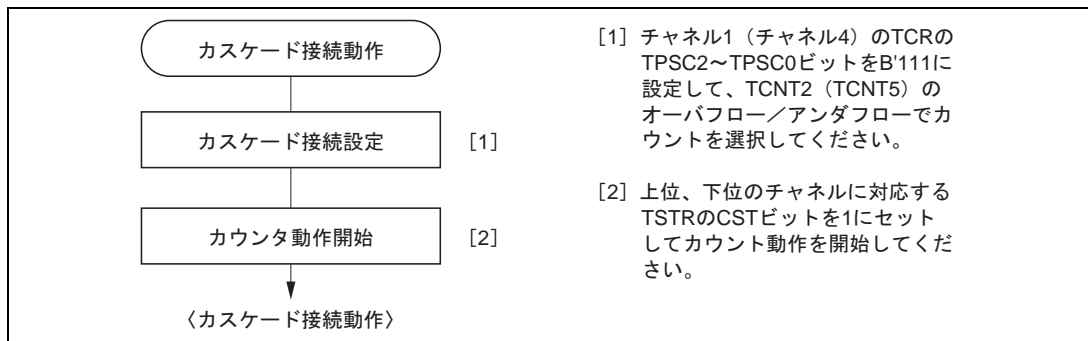 カスケード接続動作
カスケード接続設定
[1]
カウンタ動作開始
[2]
〈カスケード接続動作〉
[1] チャネル1（チャネル4）のTCRの
TPSC2～TPSC0ビットをB'111に
設定して、TCNT2（TCNT5）の
オーバフロー／アンダフローでカ
ウントを選択してください。
[2] 上位、下位のチャネルに対応する
TSTRのCSTビットを1にセット
してカウント動作を開始してくだ
さい。